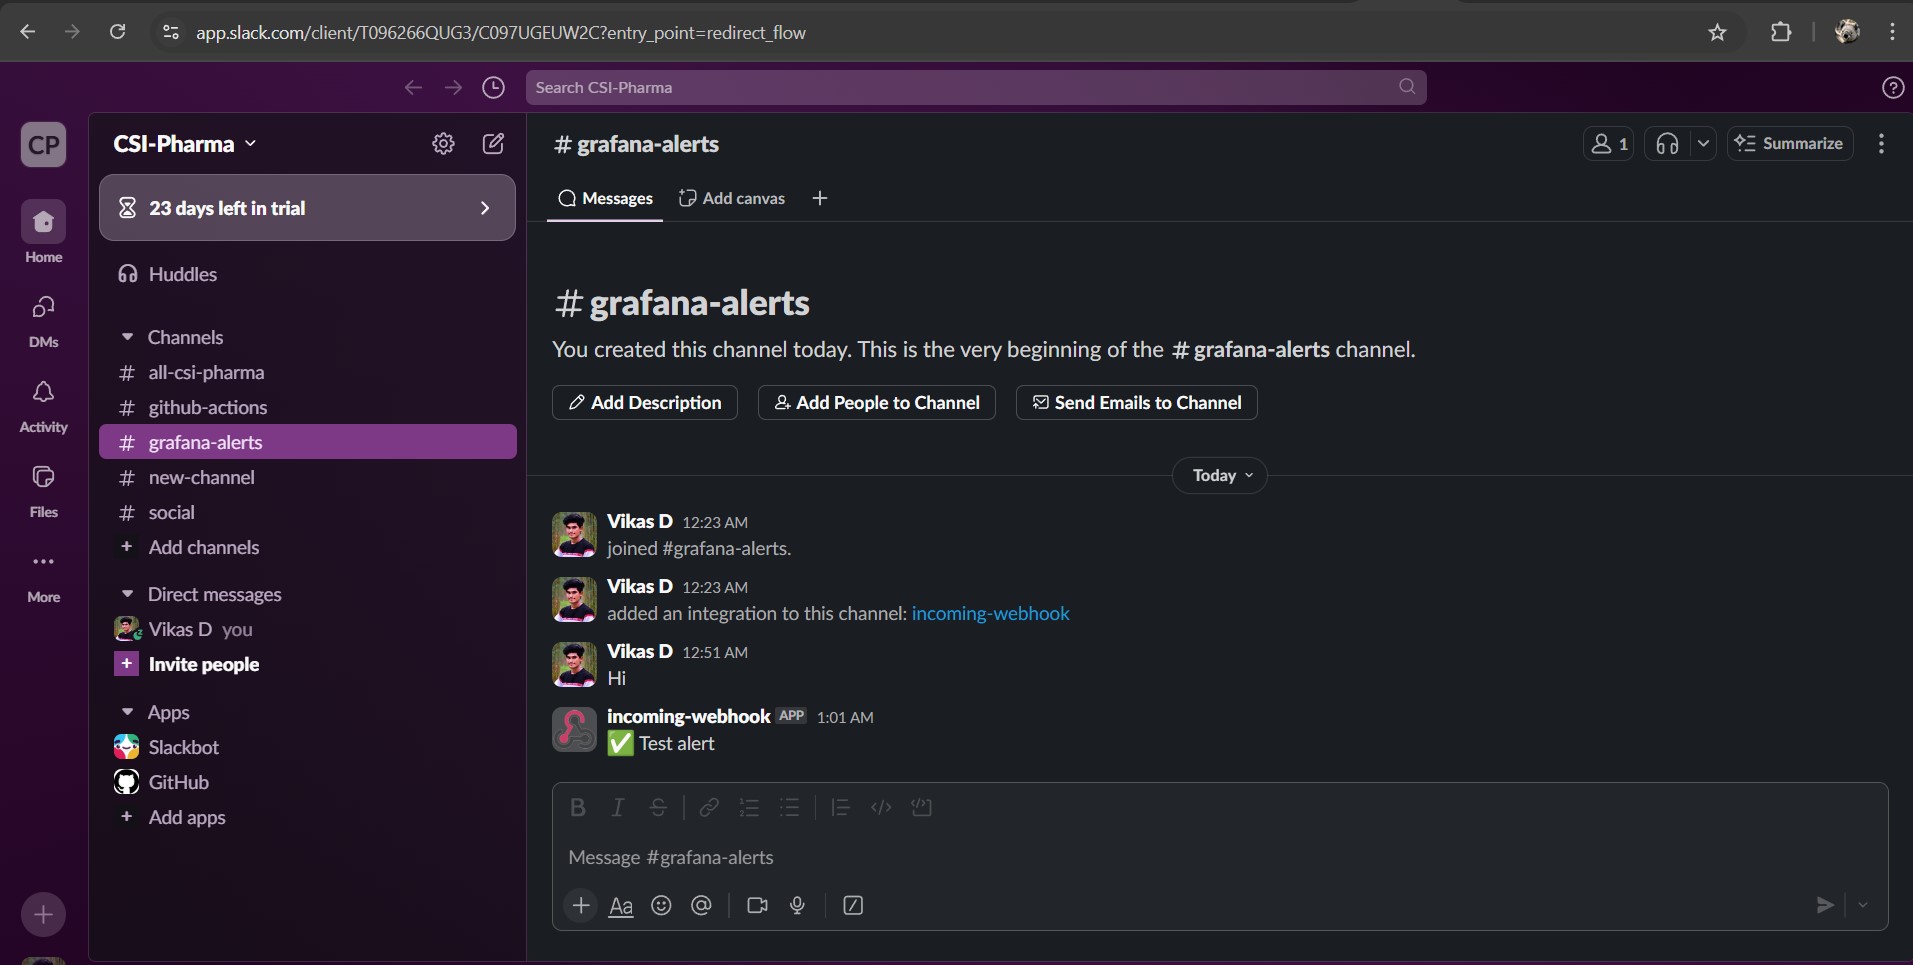 app.slack.com/client/T096266QUG3/C097UGEUW2C?entry_point=redirect_flow
Search CSI-Pharma
CP
Home
DMs
Activity
Files
More
CSI-Pharma
23 days left in trial
Huddles
Channels
# all-csi-pharma
# github-actions
# grafana-alerts
# new-channel
# social
+ Add channels
Direct messages
Vikas D you
+ Invite people
Apps
Slackbot
GitHub
+ Add apps
# grafana-alerts
1
Summarize
Messages
Add canvas
# grafana-alerts
You created this channel today. This is the very beginning of the # grafana-alerts channel.
Add Description
Add People to Channel
Send Emails to Channel
Today
Vikas D 12:23 AM
joined #grafana-alerts.
Vikas D 12:23 AM
added an integration to this channel: incoming-webhook
Vikas D 12:51 AM
Hi
incoming-webhook APP 1:01 AM
✅ Test alert
B I S
Message #grafana-alerts
Aa